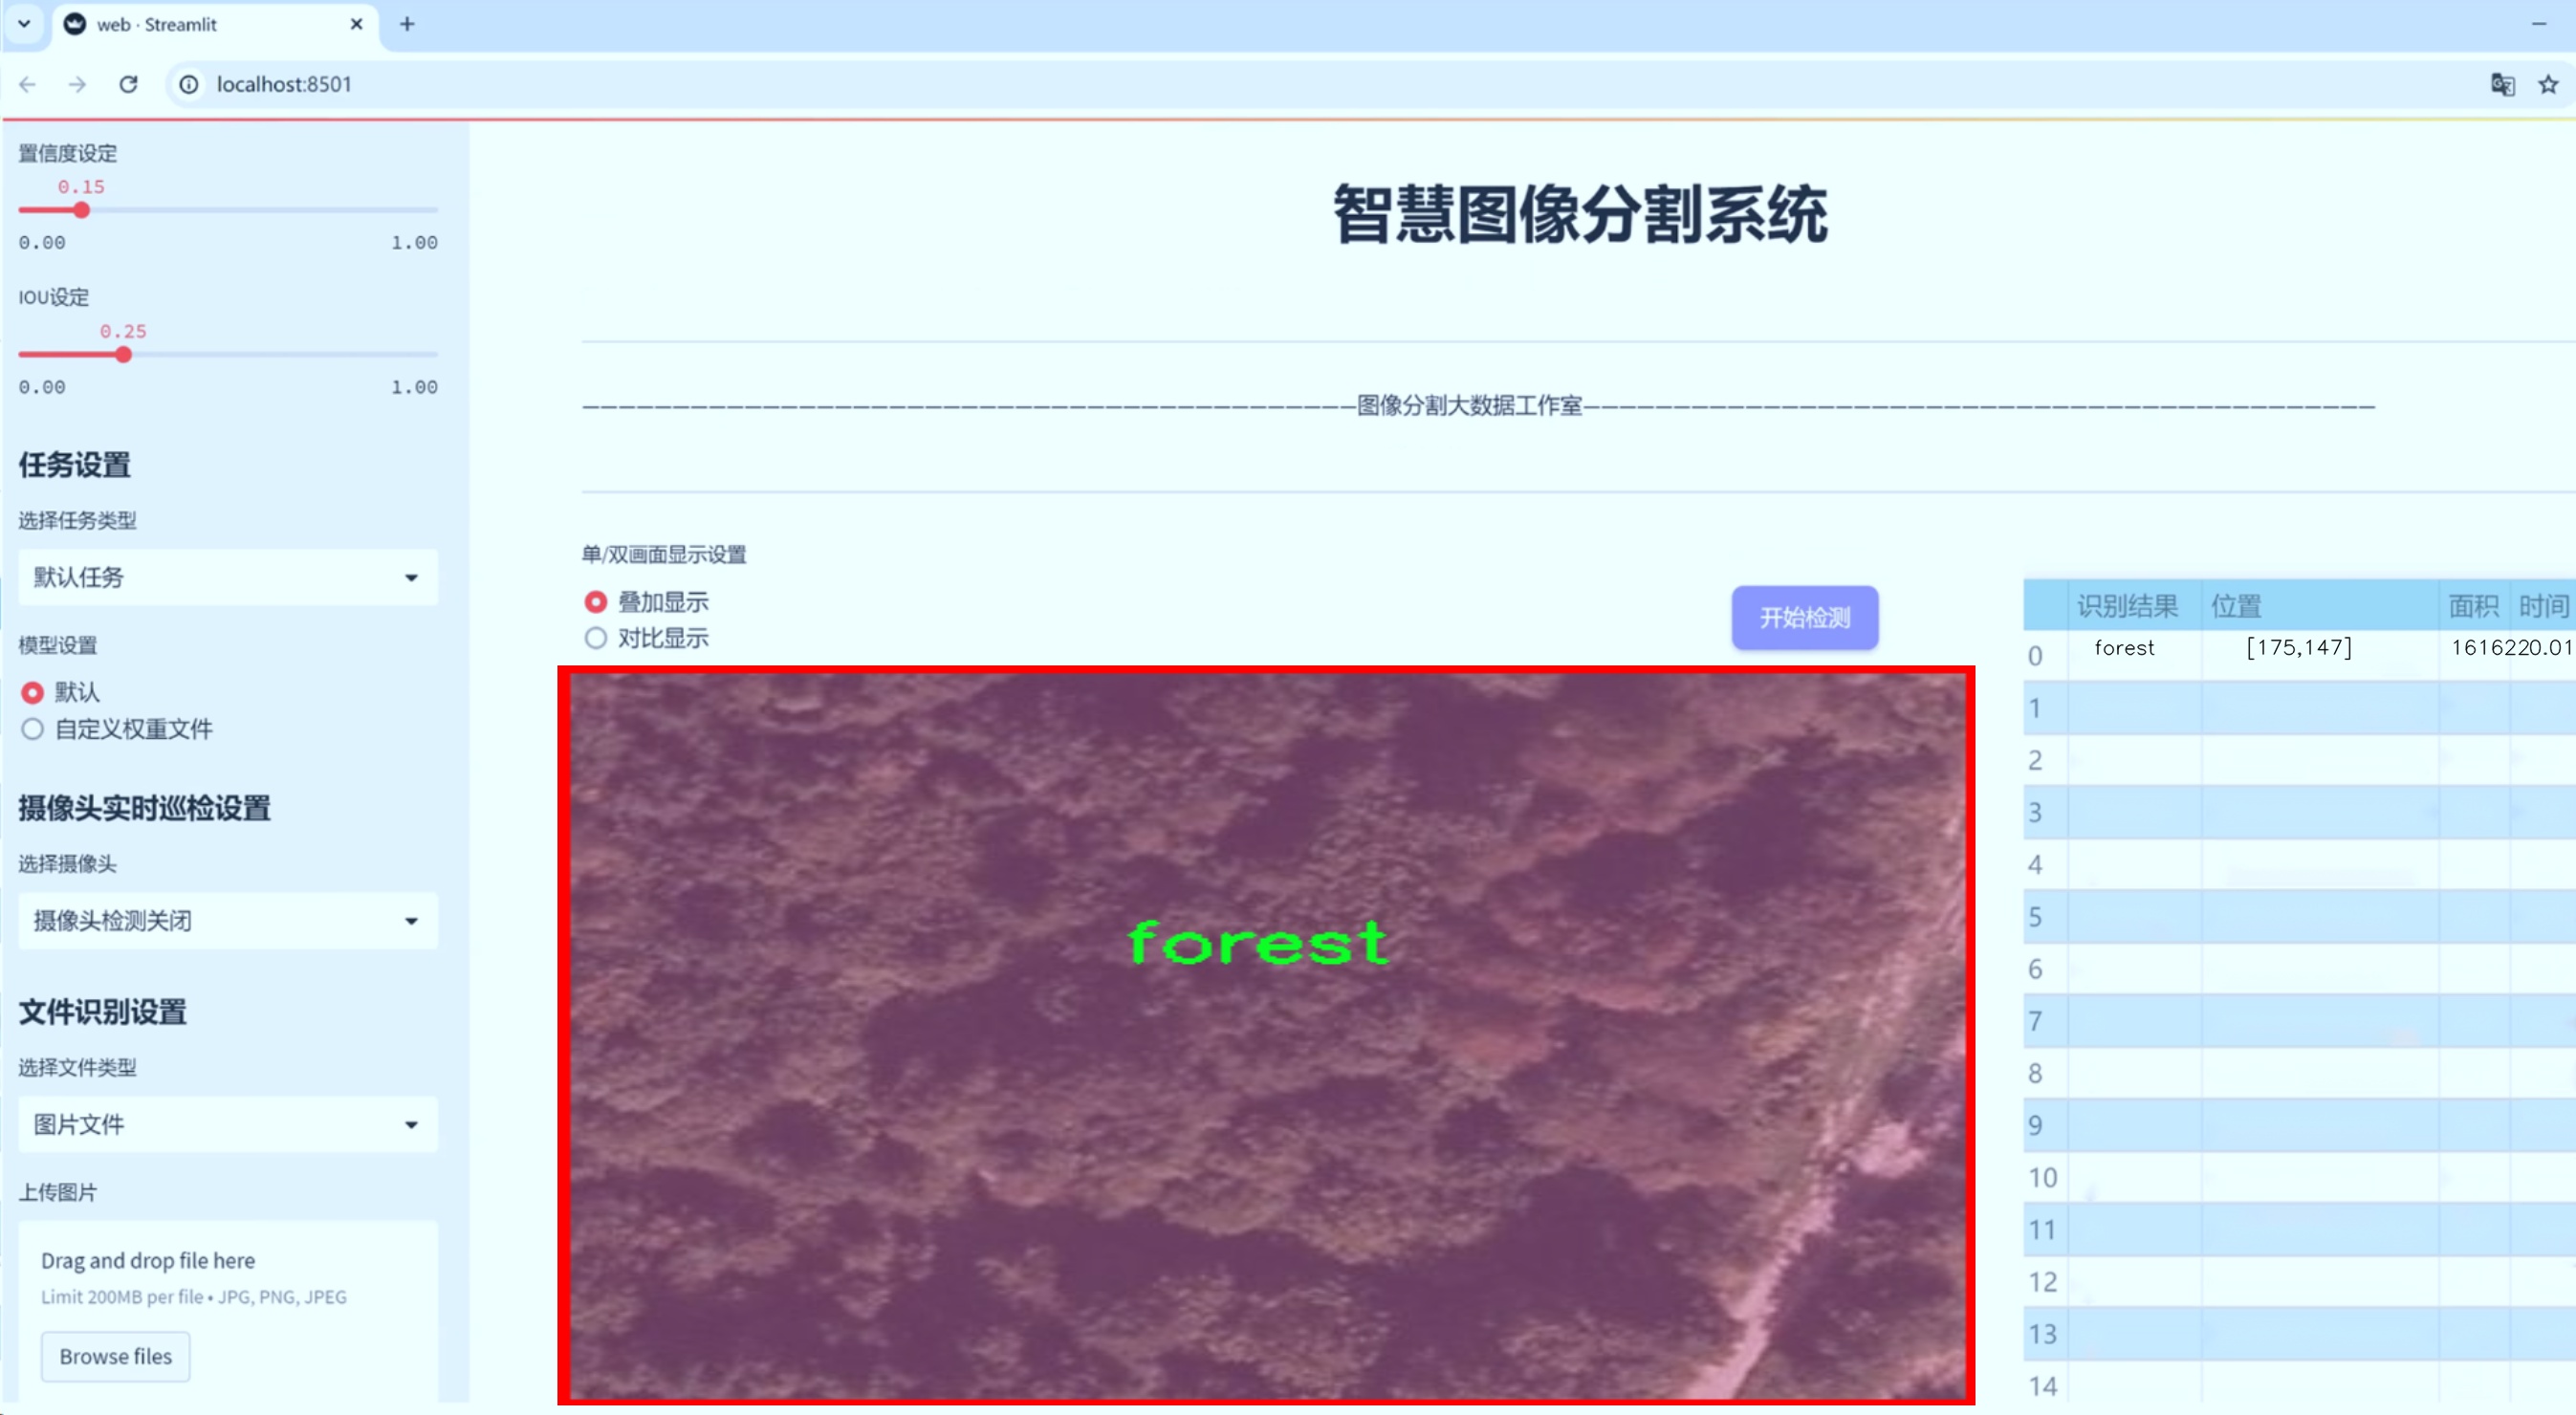 web · Streamlit
localhost:8501
置信度设定
0.15
0.00 1.00
IOU设定
0.25
0.00 1.00
任务设置
选择任务类型
默认任务
模型设置
默认
自定义权重文件
摄像头实时巡检设置
选择摄像头
摄像头检测关闭
文件识别设置
选择文件类型
图片文件
上传图片
Drag and drop file here
Limit 200MB per file • JPG, PNG, JPEG
Browse files
智慧图像分割系统
图像分割大数据工作室
单/双画面显示设置
叠加显示
对比显示
开始检测
forest
识别结果 位置 面积 时间
0 forest [175,147] 1616220.01
1
2
3
4
5
6
7
8
9
10
11
12
13
14